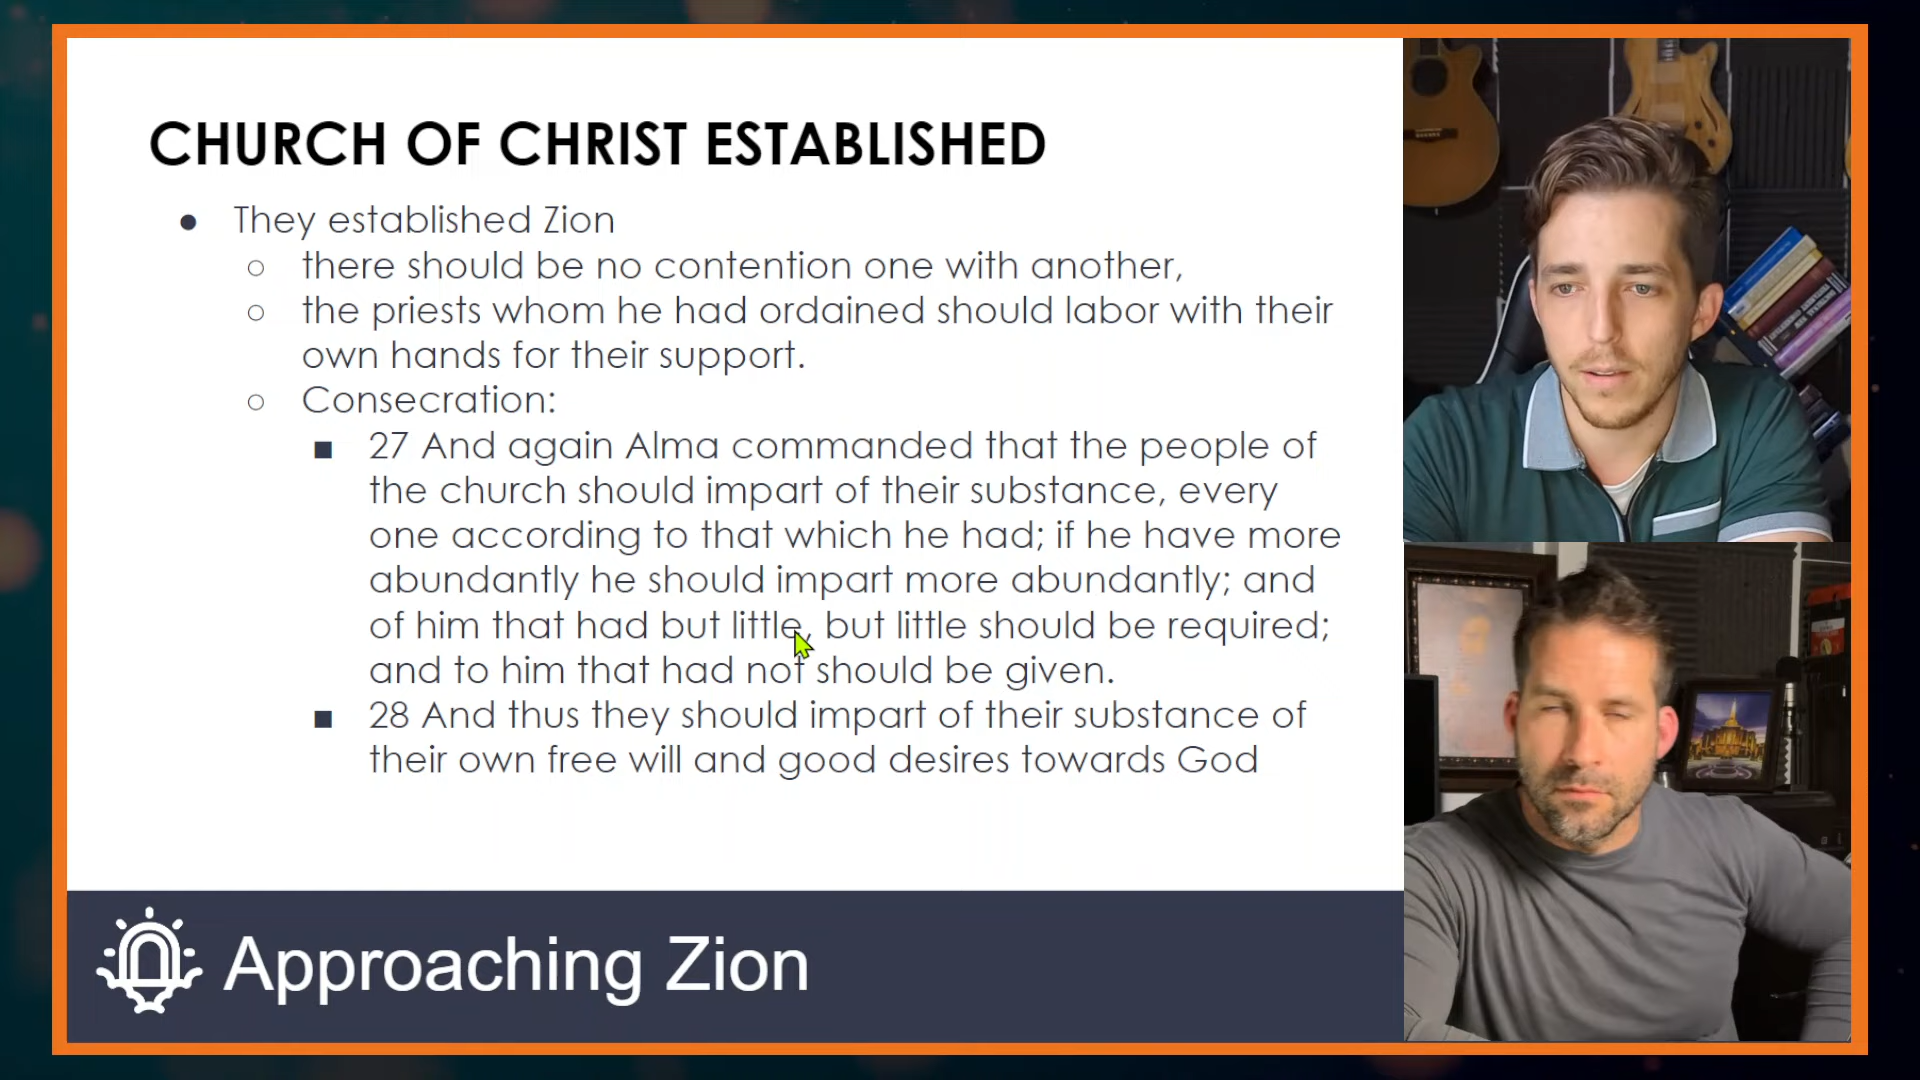 CHURCH OF CHRIST ESTABLISHED
● They established Zion
○ there should be no contention one with another,
○ the priests whom he had ordained should labor with their
own hands for their support.
○ Consecration:
■ 27 And again Alma commanded that the people of
the church should impart of their substance, every
one according to that which he had; if he have more
abundantly he should impart more abundantly; and
of him that had but little, but little should be required;
and to him that had not should be given.
■ 28 And thus they should impart of their substance of
their own free will and good desires towards God
Approaching Zion